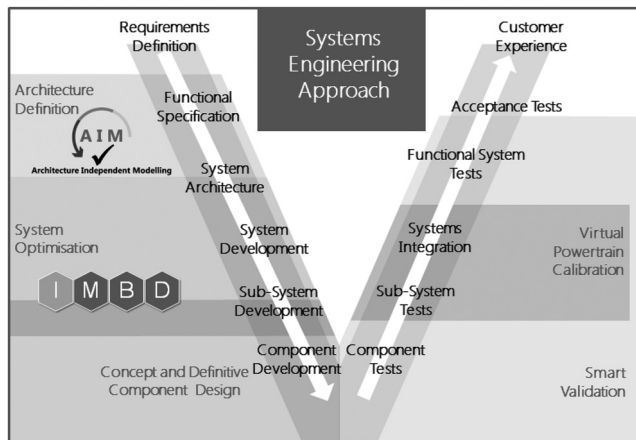 Systems
Engineering
Approach
Requirements
Definition
Functional
Specification
System
Architecture
System
Development
Sub-System
Development
Component
Development
Customer
Experience
Acceptance Tests
Functional System
Tests
Systems
Integration
Sub-System
Tests
Component
Tests
Architecture
Definition
AIM
Architecture Independent Modelling
System
Optimisation
I M B D
Concept and Definitive
Component Design
Virtual
Powertrain
Calibration
Smart
Validation